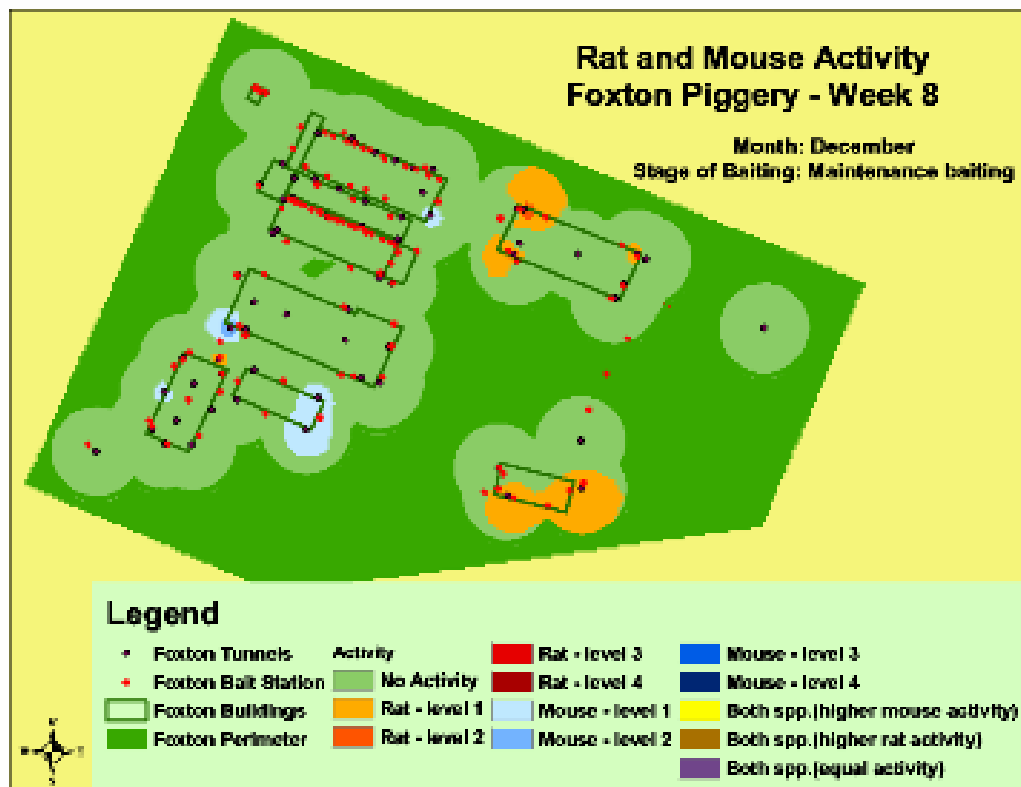 Rat and Mouse Activity
Foxton Piggery - Week 8
Month: December
Stage of Baiting: Maintenance baiting
Legend
Foxton Tunnels
Foxton Bait Station
Foxton Buildings
Foxton Perimeter
Activity
No Activity
Rat - level 1
Rat - level 2
Rat - level 3
Rat - level 4
Mouse - level 1
Mouse - level 2
Mouse - level 3
Mouse - level 4
Both spp.(higher mouse activity)
Both spp.(higher rat activity)
Both spp.(equal activity)